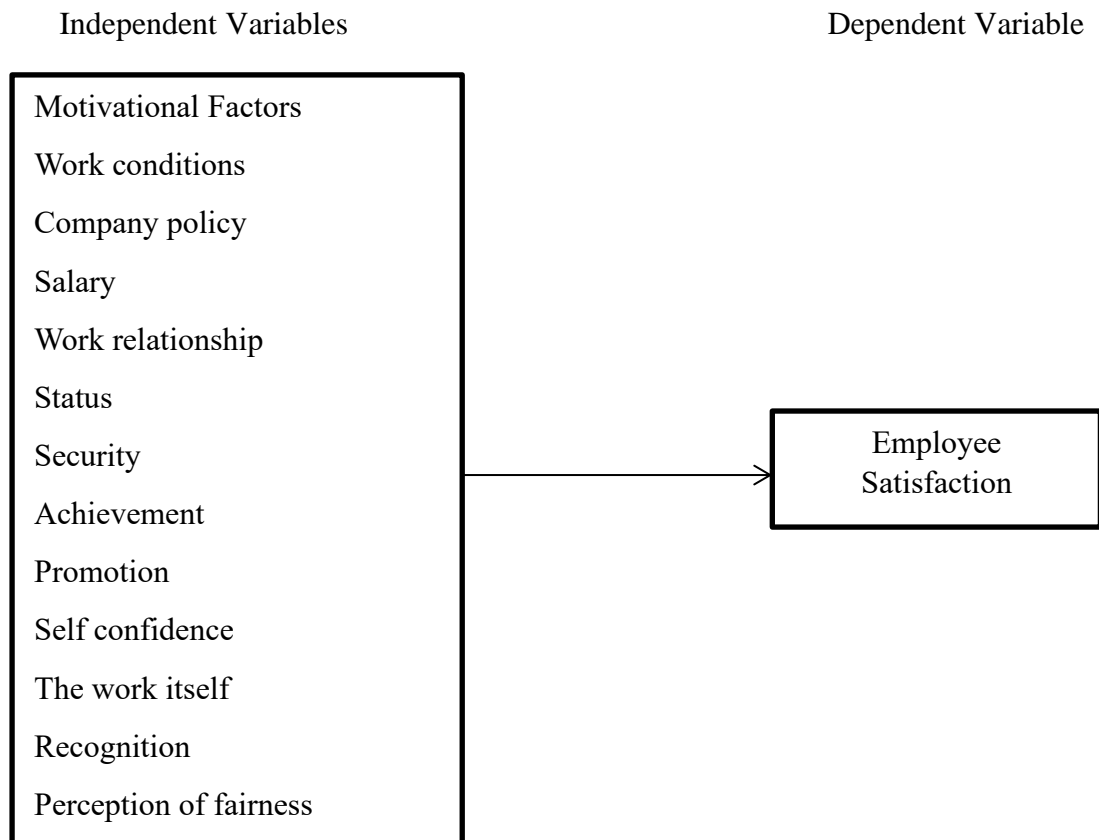 Independent Variables
Dependent Variable
Motivational Factors
Work conditions
Company policy
Salary
Work relationship
Status
Security
Achievement
Promotion
Self confidence
The work itself
Recognition
Perception of fairness
Employee
Satisfaction